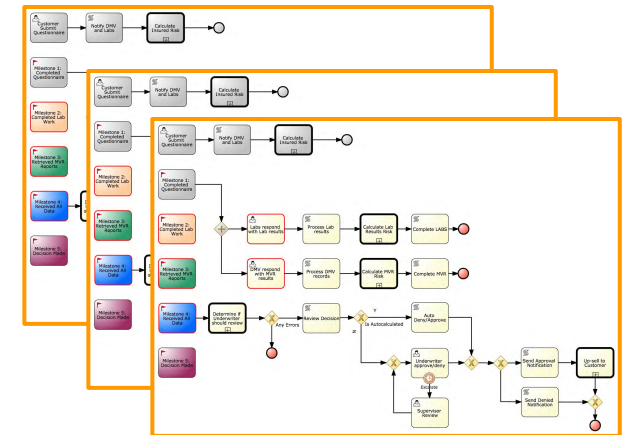 Customer
Submit
Questionnaire
Notify DMV
and Labs
Calculate
Insured Risk
Milestone 1:
Completed
Questionnaire
Milestone 2:
Completed Lab
Work
Milestone 3:
Retrieved MVR
Reports
Milestone 4:
Received All
Data
Milestone 5:
Decision Made
Customer
Submit
Questionnaire
Notify DMV
and Labs
Calculate
Insured Risk
Milestone 1:
Completed
Questionnaire
Milestone 2:
Completed Lab
Work
Milestone 3:
Retrieved MVR
Reports
Milestone 4:
Received All
Data
Milestone 5:
Decision Made
Customer
Submit
Questionnaire
Notify DMV
and Labs
Calculate
Insured Risk
Milestone 1:
Completed
Questionnaire
Milestone 2:
Completed Lab
Work
Labs respond
with Lab results
Process Lab
results
Calculate Lab
Results Risk
Complete LABS
Milestone 3:
Retrieved MVR
Reports
DMV respond
with MVR
results
Process DMV
records
Calculate MVR
Risk
Complete MVR
Milestone 4:
Received All
Data
Determine if
Underwriter
should review
Any Errors
Review Decision
Y
Is Autocalculated
N
Auto
Deny/Approve
Milestone 5:
Decision Made
Underwriter
approve/deny
Escalate
Supervisor
Review
Send Approval
Notification
Up-sell to
Customer
Send Denied
Notification